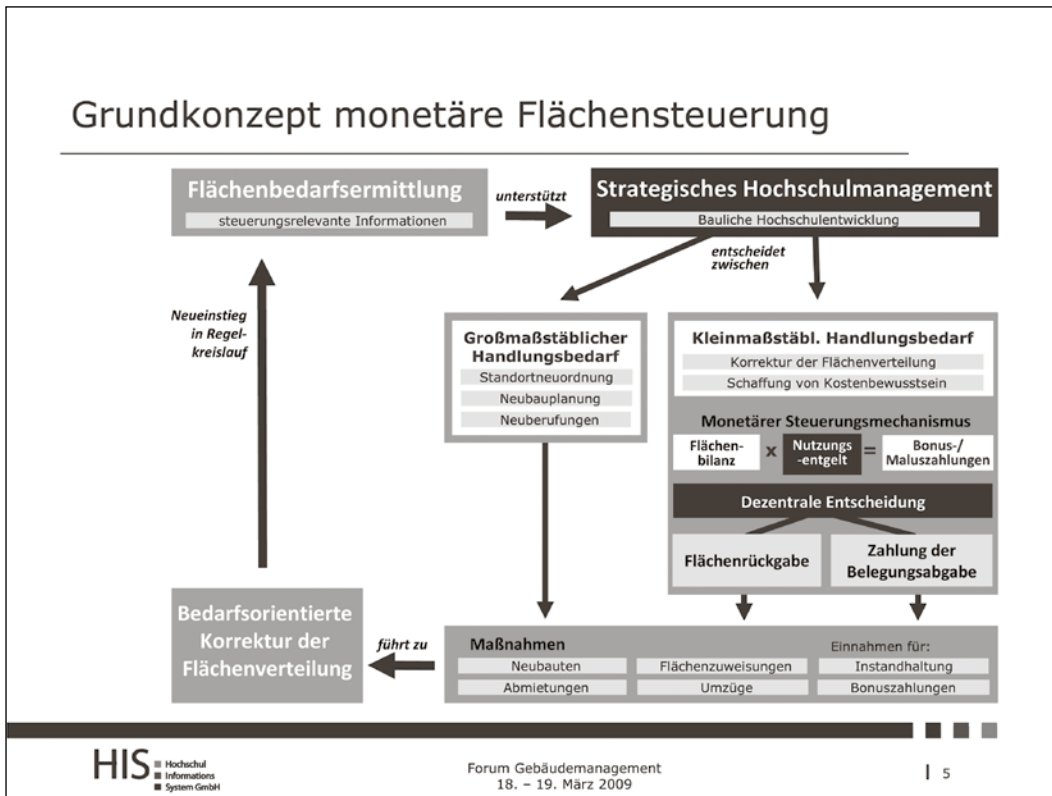 Grundkonzept monetäre Flächensteuerung
Flächenbedarfsermittlung
steuerungsrelevante Informationen
unterstützt
Strategisches Hochschulmanagement
Bauliche Hochschulentwicklung
entscheidet
zwischen
Neueinstieg
in Regel-
kreislauf
Großmaßstäblicher
Handlungsbedarf
Standortneuordnung
Neubauplanung
Neuberufungen
Kleinmaßstäbl. Handlungsbedarf
Korrektur der Flächenverteilung
Schaffung von Kostenbewusstsein
Monetärer Steuerungsmechanismus
Flächen-
bilanz
x
Nutzungs
-entgelt
=
Bonus-/
Maluszahlungen
Dezentrale Entscheidung
Flächenrückgabe
Zahlung der
Belegungsabgabe
Bedarfsorientierte
Korrektur der
Flächenverteilung
führt zu
Maßnahmen
Neubauten
Abmietungen
Flächenzuweisungen
Umzüge
Einnahmen für:
Instandhaltung
Bonuszahlungen
HIS
Hochschul
Informations
System GmbH
Forum Gebäudemanagement
18. – 19. März 2009
| 5